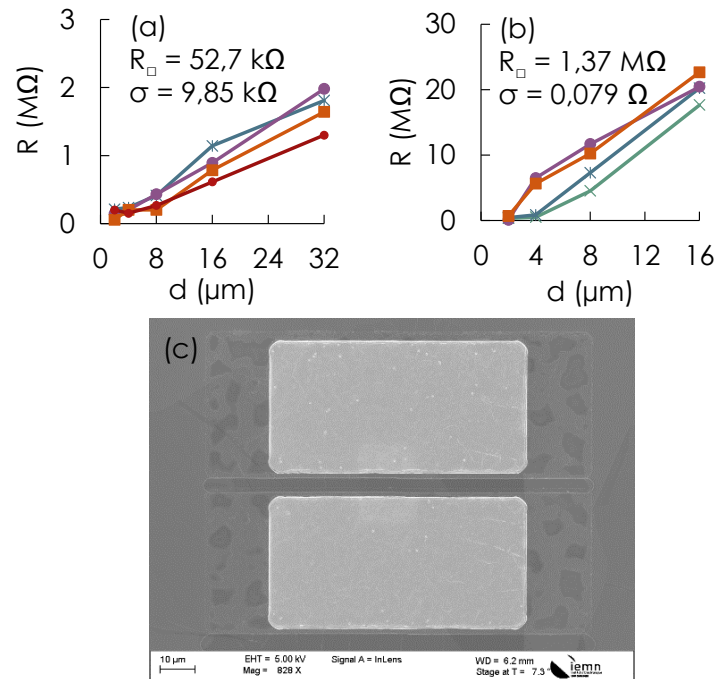 (a)
R□ = 52,7 kΩ
σ = 9,85 kΩ
R (MΩ)
3
2
1
0
0 8 16 24 32
d (µm)
(b)
R□ = 1,37 MΩ
σ = 0,079 Ω
R (MΩ)
30
20
10
0
0 4 8 12 16
d (µm)
(c)
10 µm
EHT = 5.00 kV
Mag = 828 X
Signal A = InLens
WD = 6.2 mm
Stage at T = 7.3 °
iemn